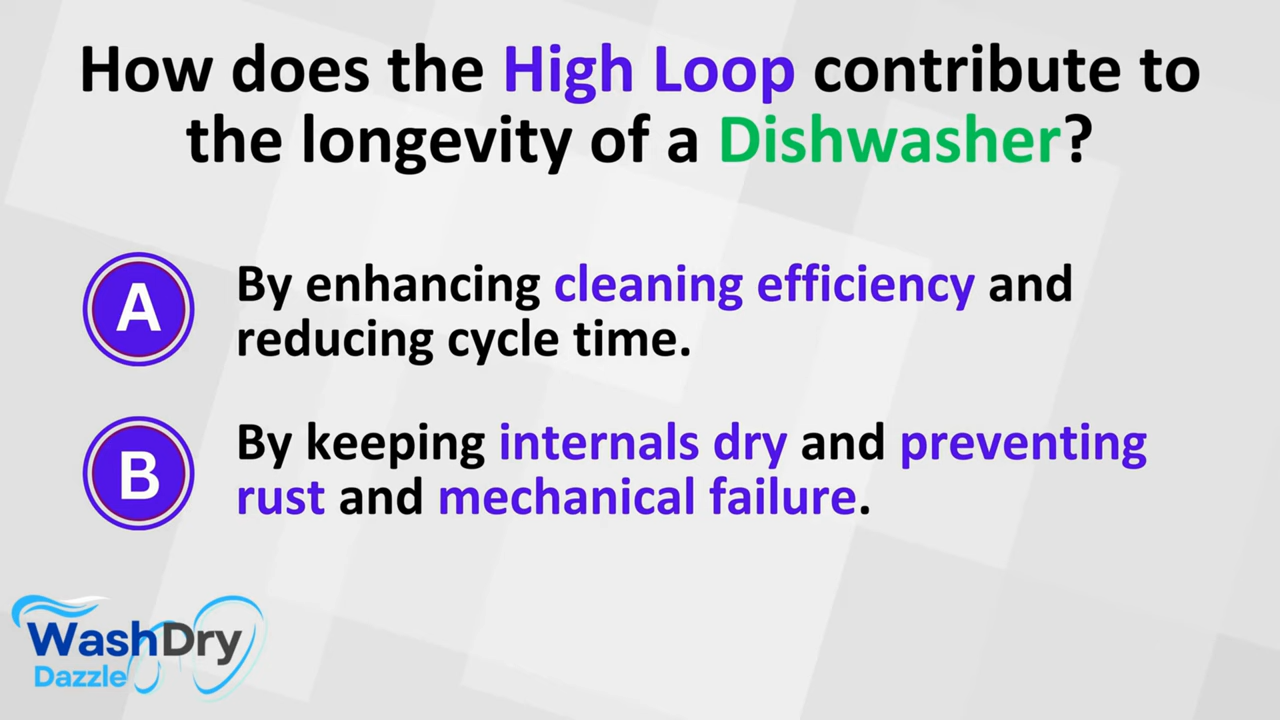 How does the High Loop contribute to
the longevity of a Dishwasher?
A
By enhancing cleaning efficiency and
reducing cycle time.
B
By keeping internals dry and preventing
rust and mechanical failure.
WashDry
Dazzle